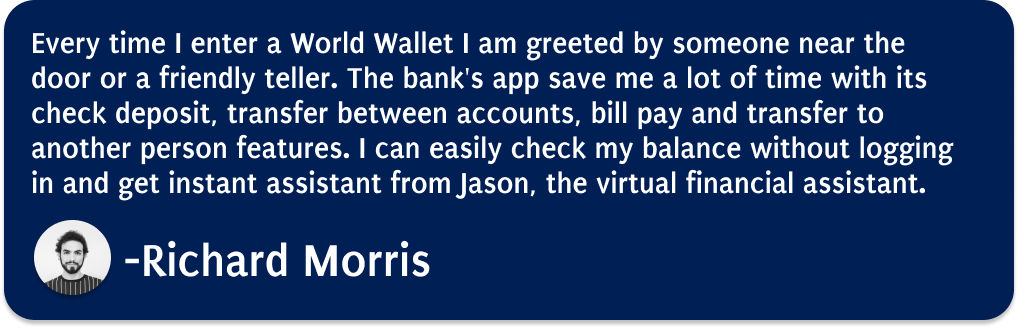 Every time I enter a World Wallet I am greeted by someone near the
door or a friendly teller. The bank's app save me a lot of time with its
check deposit, transfer between accounts, bill pay and transfer to
another person features. I can easily check my balance without logging
in and get instant assistant from Jason, the virtual financial assistant.
-Richard Morris